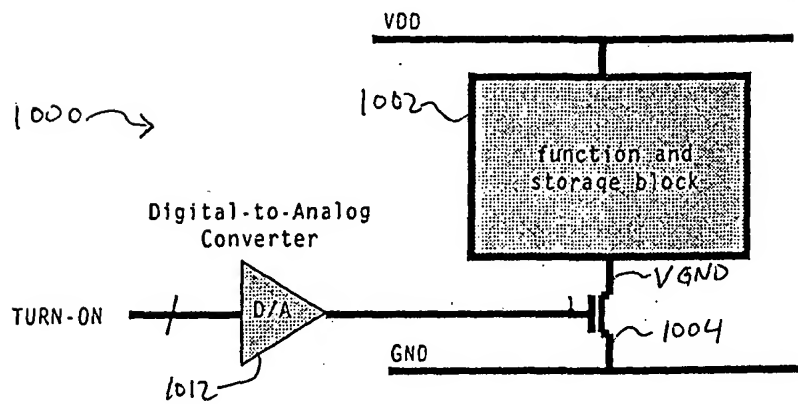 VDD
1000
1002
function and
storage block
Digital-to-Analog
Converter
VGND
TURN-ON
D/A
1004
GND
1012